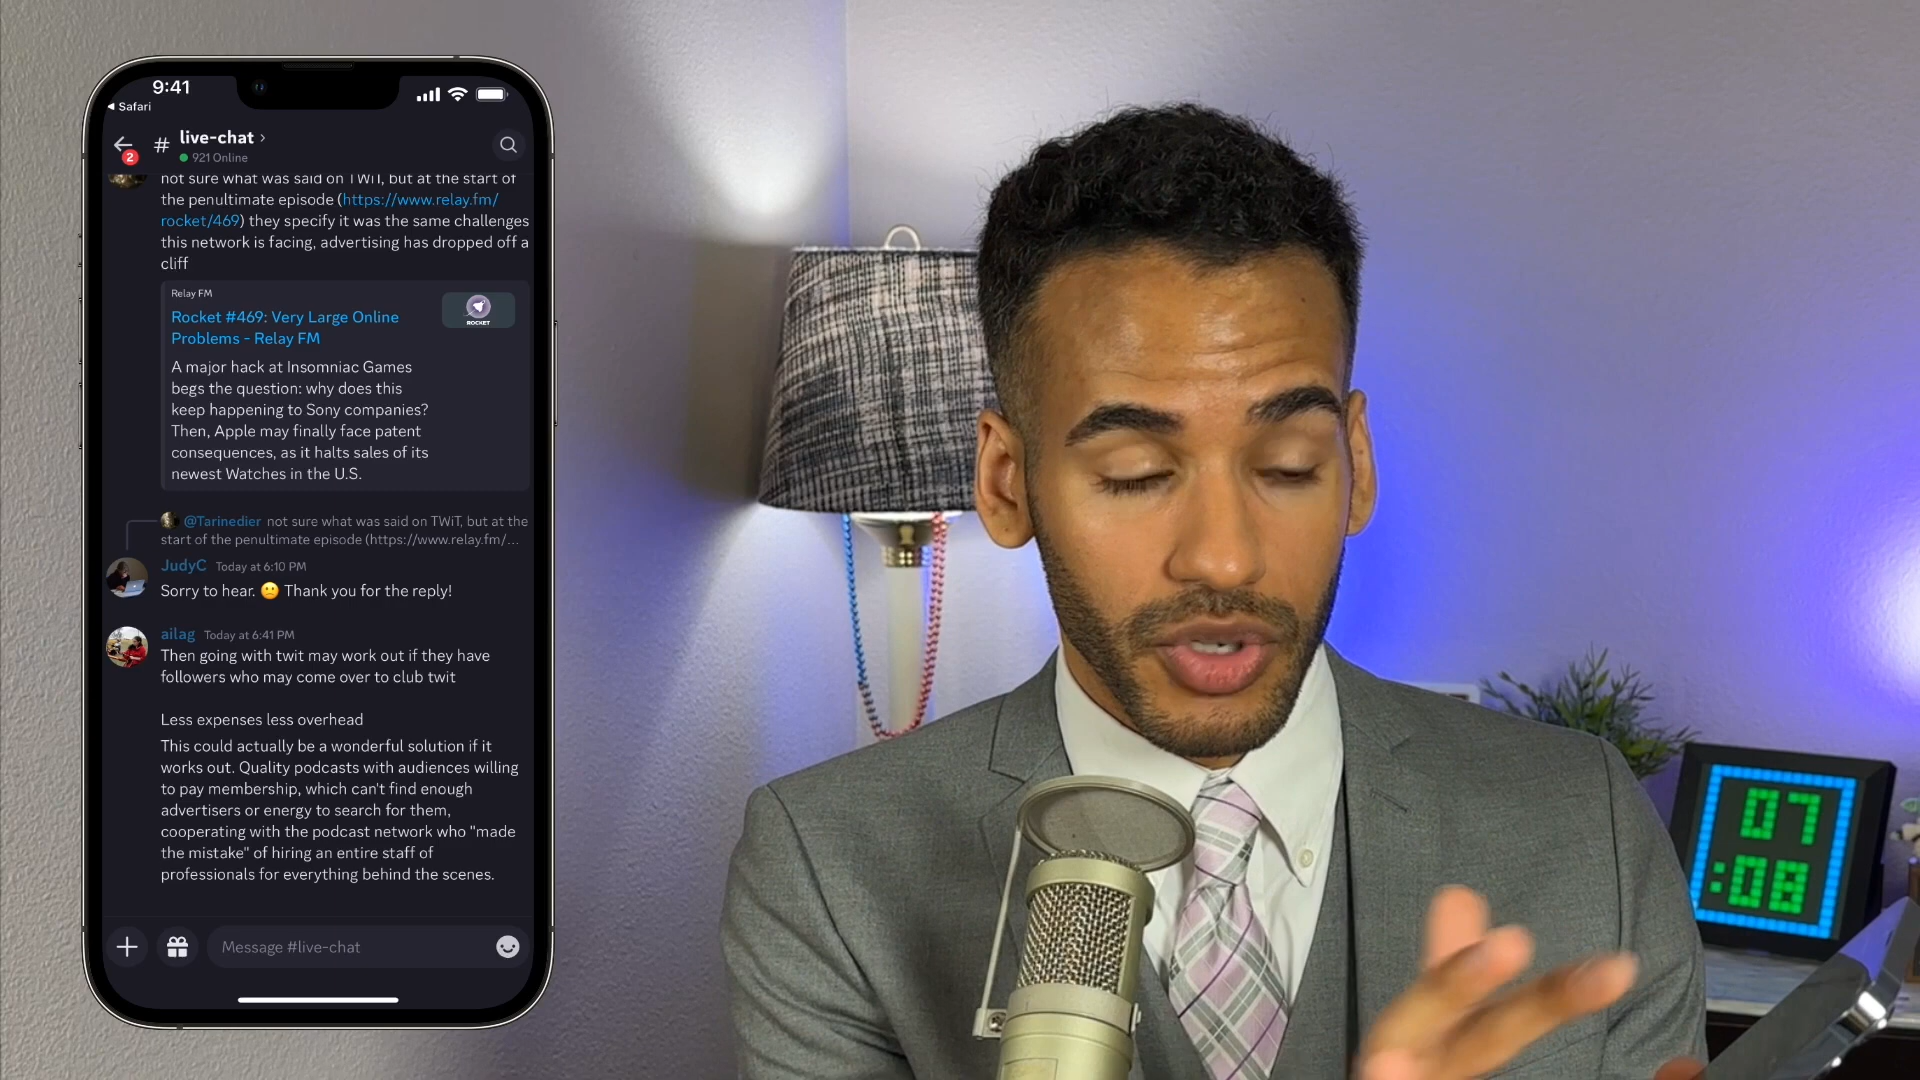 9:41
Safari
2
# live-chat
921 Online
not sure what was said on TWiT, but at the start of
the penultimate episode (https://www.relay.fm/
rocket/469) they specify it was the same challenges
this network is facing, advertising has dropped off a
cliff
Relay FM
Rocket #469: Very Large Online
Problems - Relay FM
ROCKET
A major hack at Insomniac Games
begs the question: why does this
keep happening to Sony companies?
Then, Apple may finally face patent
consequences, as it halts sales of its
newest Watches in the U.S.
@Tarinedier not sure what was said on TWiT, but at the
start of the penultimate episode (https://www.relay.fm/...
JudyC Today at 6:10 PM
Sorry to hear. 🙁 Thank you for the reply!
ailag Today at 6:41 PM
Then going with twit may work out if they have
followers who may come over to club twit
Less expenses less overhead
This could actually be a wonderful solution if it
works out. Quality podcasts with audiences willing
to pay membership, which can't find enough
advertisers or energy to search for them,
cooperating with the podcast network who "made
the mistake" of hiring an entire staff of
professionals for everything behind the scenes.
Message #live-chat
07
:08